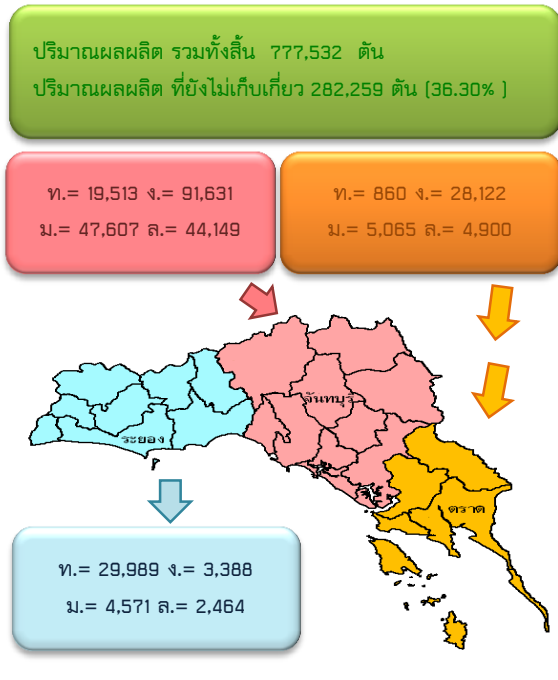 ปริมาณผลผลิต รวมทั้งสิ้น 777,532 ตัน
ปริมาณผลผลิต ที่ยังไม่เก็บเกี่ยว 282,259 ตัน (36.30% )
ท.= 19,513 ง.= 91,631
ม.= 47,607 ล.= 44,149
ท.= 860 ง.= 28,122
ม.= 5,065 ล.= 4,900
จันทบุรี
ระยอง
ตราด
ท.= 29,989 ง.= 3,388
ม.= 4,571 ล.= 2,464